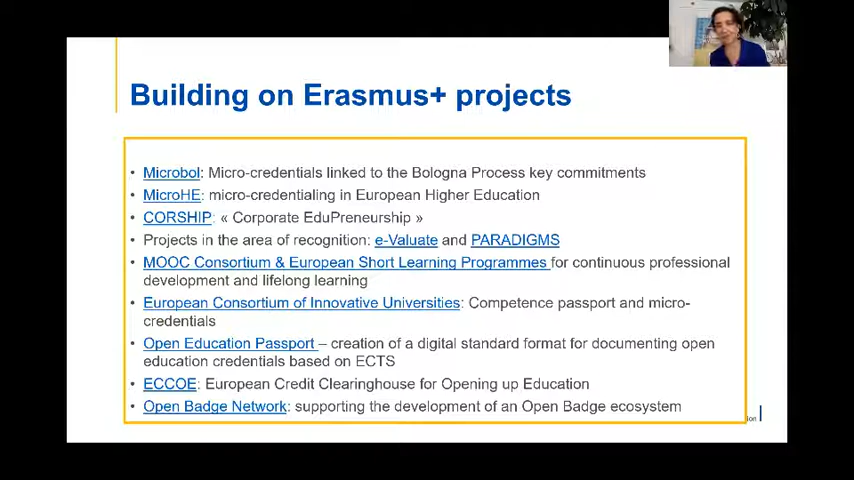 Building on Erasmus+ projects
• Microbol: Micro-credentials linked to the Bologna Process key commitments
• MicroHE: micro-credentialing in European Higher Education
• CORSHIP: « Corporate EduPreneurship »
• Projects in the area of recognition: e-Valuate and PARADIGMS
• MOOC Consortium & European Short Learning Programmes for continuous professional
development and lifelong learning
• European Consortium of Innovative Universities: Competence passport and micro-
credentials
• Open Education Passport – creation of a digital standard format for documenting open
education credentials based on ECTS
• ECCOE: European Credit Clearinghouse for Opening up Education
• Open Badge Network: supporting the development of an Open Badge ecosystem